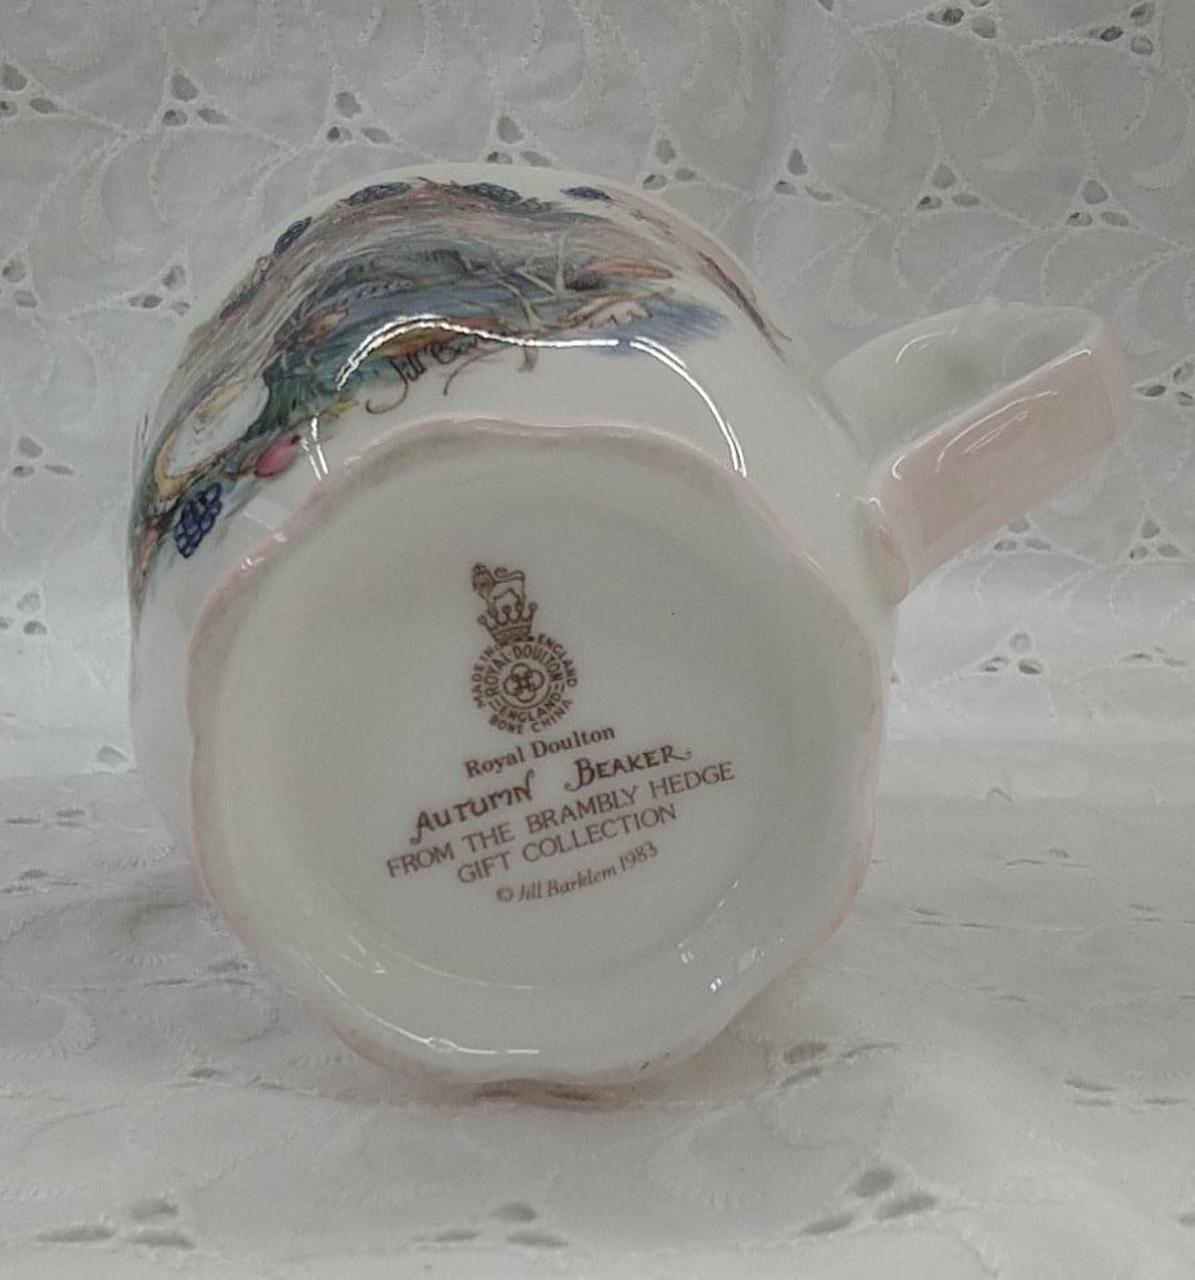 MADE IN ENGLAND
ROYAL DOULTON
ENGLAND
BONE CHINA
Royal Doulton
AUTUMN BEAKER
FROM THE BRAMBLY HEDGE
GIFT COLLECTION
© Jill Barklem 1983
Jill